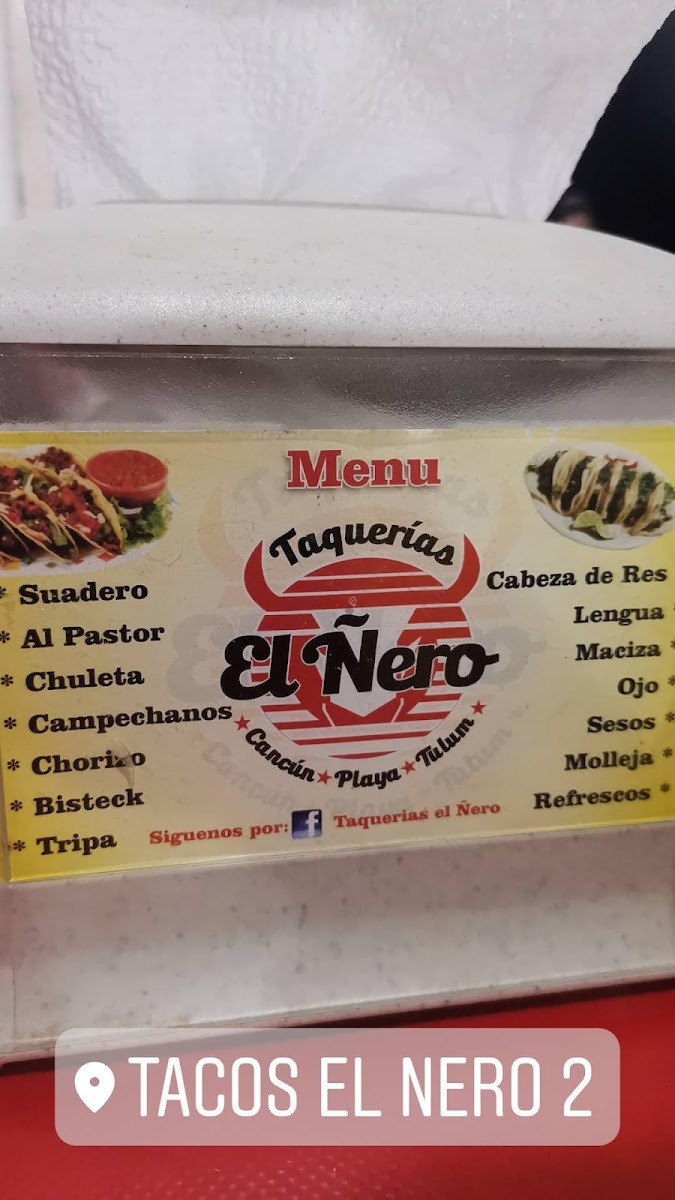 Menu
Taquerías
El Ñero
Cancún ★ Playa ★ Tulum
* Suadero
* Al Pastor
* Chuleta
* Campechanos
* Chorizo
* Bisteck
* Tripa
Cabeza de Res
Lengua *
Maciza *
Ojo *
Sesos *
Molleja *
Refrescos *
Siguenos por: f Taquerias el Ñero
TACOS EL NERO 2